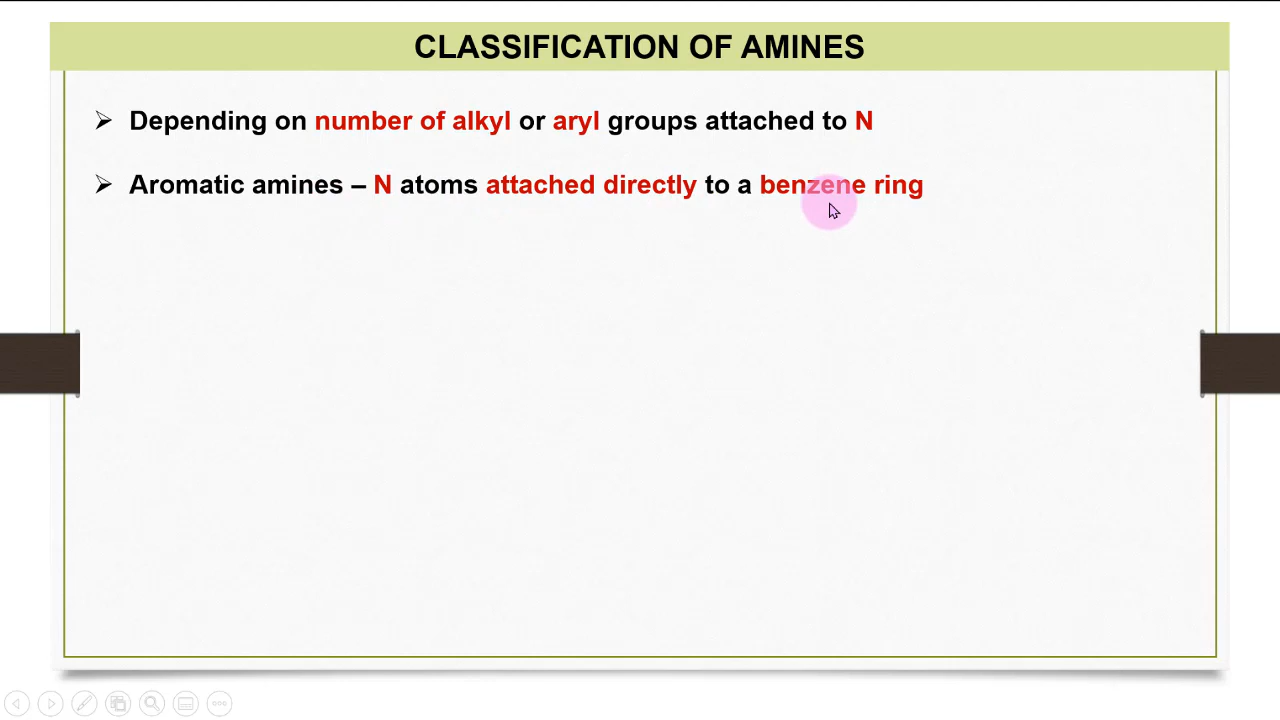 CLASSIFICATION OF AMINES
➢ Depending on number of alkyl or aryl groups attached to N
➢ Aromatic amines – N atoms attached directly to a benzene ring